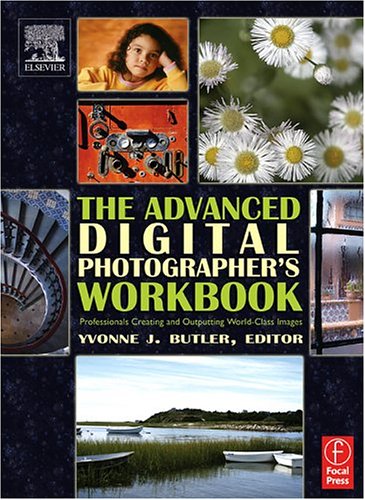 ELSEVIER
THE ADVANCED
DIGITAL
PHOTOGRAPHER'S
WORKBOOK
Professionals Creating and Outputting World-Class Images
YVONNE J. BUTLER, EDITOR
Focal
Press